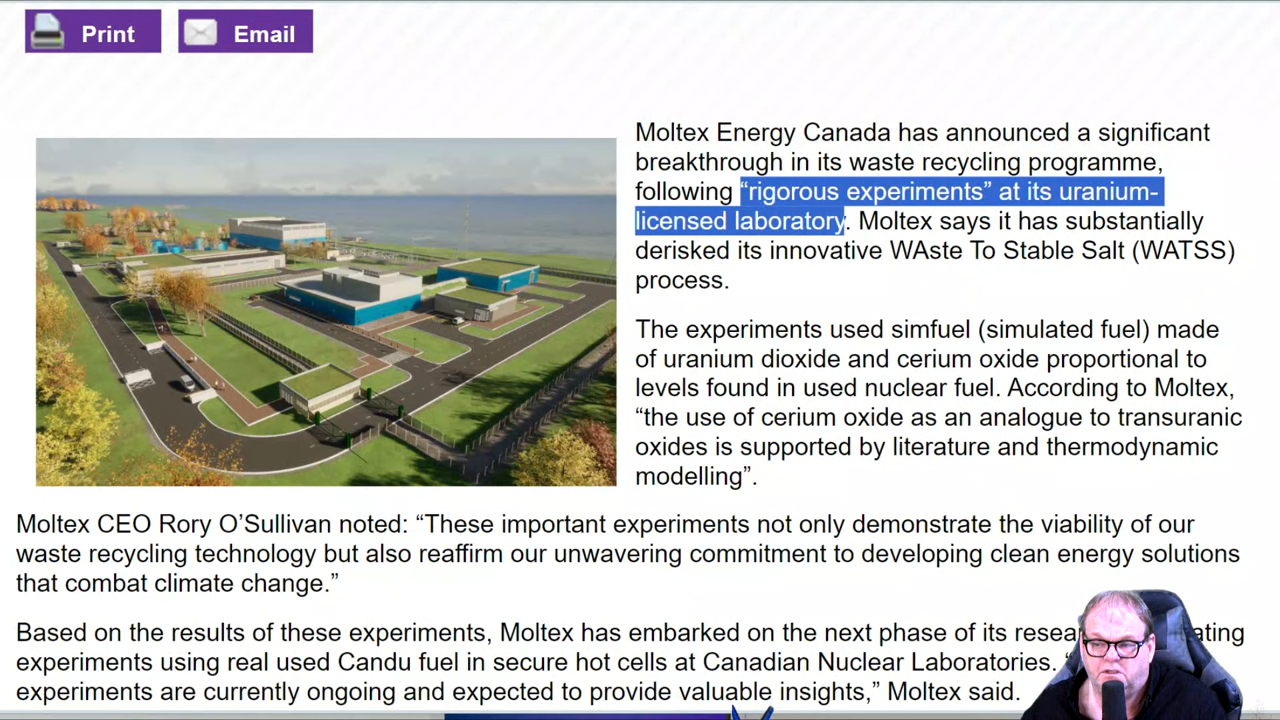 Print
Email
Moltex Energy Canada has announced a significant
breakthrough in its waste recycling programme,
following “rigorous experiments” at its uranium-
licensed laboratory. Moltex says it has substantially
derisked its innovative WAste To Stable Salt (WATSS)
process.
The experiments used simfuel (simulated fuel) made
of uranium dioxide and cerium oxide proportional to
levels found in used nuclear fuel. According to Moltex,
“the use of cerium oxide as an analogue to transuranic
oxides is supported by literature and thermodynamic
modelling”.
Moltex CEO Rory O’Sullivan noted: “These important experiments not only demonstrate the viability of our
waste recycling technology but also reaffirm our unwavering commitment to developing clean energy solutions
that combat climate change.”
Based on the results of these experiments, Moltex has embarked on the next phase of its
experiments using real used Candu fuel in secure hot cells at Canadian Nuclear Laboratories.
experiments are currently ongoing and expected to provide valuable insights,” Moltex said.